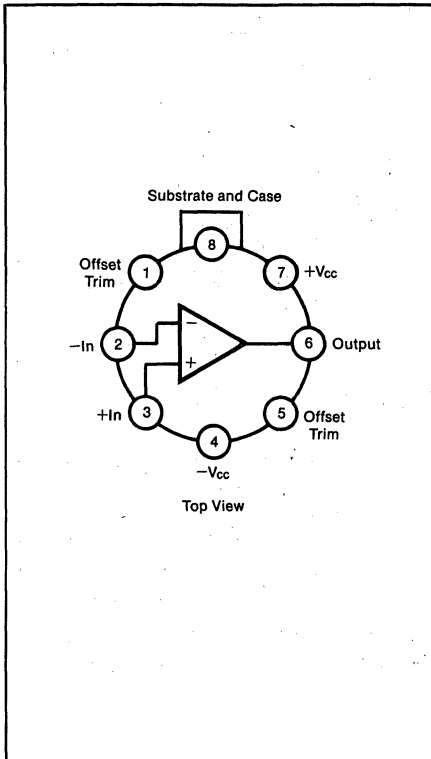 Substrate and Case
8
Offset
Trim
1
7
+Vcc
−In
2
−
6
Output
+
+In
3
5
Offset
Trim
4
−Vcc
Top View